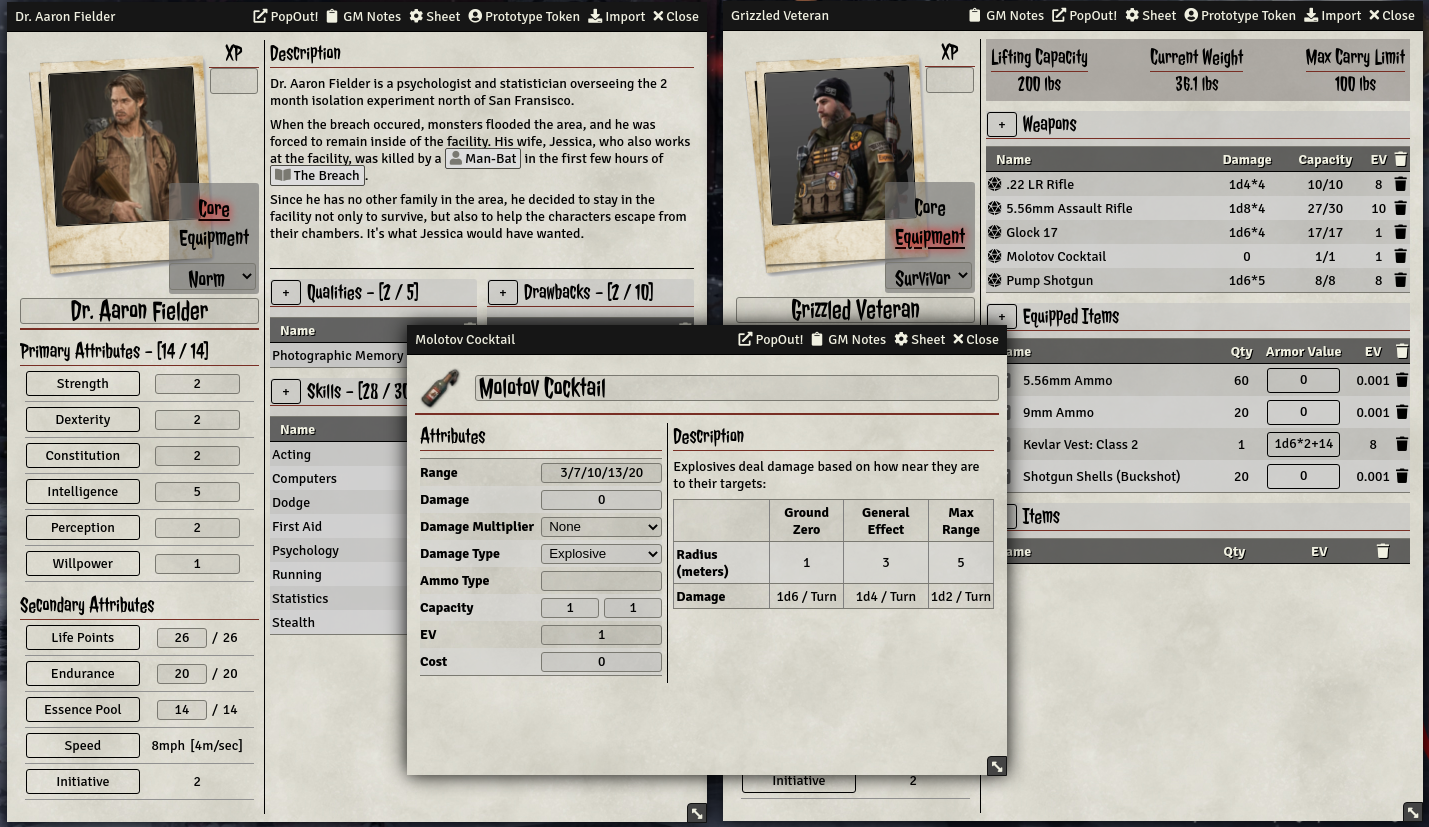 Dr. Aaron Fielder PopOut! GM Notes Sheet Prototype Token Import Close
XP
Core
Equipment
Norm
Dr. Aaron Fielder
Primary Attributes - [14 / 14]
Strength 2
Dexterity 2
Constitution 2
Intelligence 5
Perception 2
Willpower 1
Secondary Attributes
Life Points 26 / 26
Endurance 20 / 20
Essence Pool 14 / 14
Speed 8mph [4m/sec]
Initiative 2
Description
Dr. Aaron Fielder is a psychologist and statistician overseeing the 2
month isolation experiment north of San Fransisco.
When the breach occured, monsters flooded the area, and he was
forced to remain inside of the facility. His wife, Jessica, who also works
at the facility, was killed by a Man-Bat in the first few hours of
The Breach.
Since he has no other family in the area, he decided to stay in the
facility not only to survive, but also to help the characters escape from
their chambers. It's what Jessica would have wanted.
+ Qualities - [2 / 5]
+ Drawbacks - [2 / 10]
Name
Photographic Memory
+ Skills - [28 / 30
Name
Acting
Computers
Dodge
First Aid
Psychology
Running
Statistics
Stealth
Molotov Cocktail PopOut! GM Notes Sheet Close
Molotov Cocktail
Attributes
Range 3/7/10/13/20
Damage 0
Damage Multiplier None
Damage Type Explosive
Ammo Type
Capacity 1 1
EV 1
Cost 0
Description
Explosives deal damage based on how near they are
to their targets:
Ground Zero General Effect Max Range
Radius (meters) 1 3 5
Damage 1d6 / Turn 1d4 / Turn 1d2 / Turn
Grizzled Veteran GM Notes PopOut! Sheet Prototype Token Import Close
XP
Core
Equipment
Survivor
Grizzled Veteran
Initiative 2
Lifting Capacity Current Weight Max Carry Limit
200 lbs 36.1 lbs 100 lbs
+ Weapons
Name Damage Capacity EV
.22 LR Rifle 1d4*4 10/10 8
5.56mm Assault Rifle 1d8*4 27/30 10
Glock 17 1d6*4 17/17 1
Molotov Cocktail 0 1/1 1
Pump Shotgun 1d6*5 8/8 8
+ Equipped Items
ame Qty Armor Value EV
5.56mm Ammo 60 0 0.001
9mm Ammo 20 0 0.001
Kevlar Vest: Class 2 1 1d6*2+14 8
Shotgun Shells (Buckshot) 20 0 0.001
Items
ame Qty EV